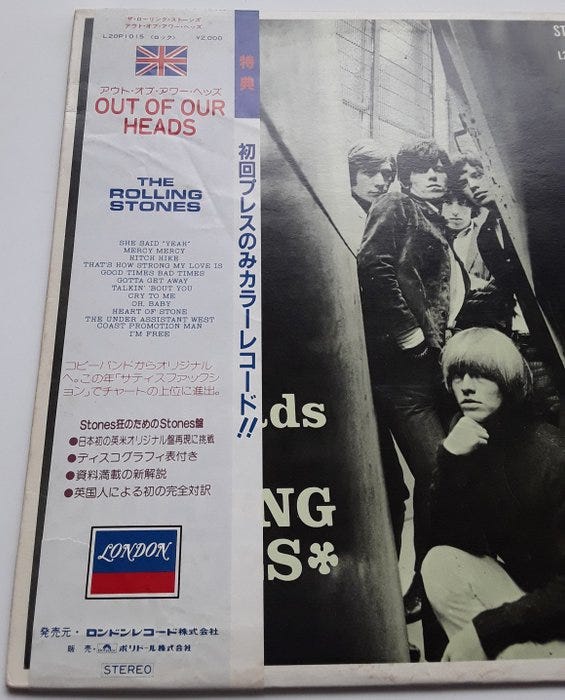 ザ・ローリング・ストーンズ
アウト・オブ・アワー・ヘッズ
L20P1015 〈ロック〉 ¥2,000
アウト・オブ・アワー・ヘッズ
OUT OF OUR
HEADS
THE
ROLLING
STONES
SHE SAID "YEAH"
MERCY MERCY
HITCH HIKE
THAT'S HOW STRONG MY LOVE IS
GOOD TIMES BAD TIMES
GOTTA GET AWAY
TALKIN' BOUT YOU
CRY TO ME
OH, BABY
HEART OF STONE
THE UNDER ASSISTANT WEST
COAST PROMOTION MAN
I'M FREE
コピーバンドからオリジナル
へ。この年「サティスファックシ
ョン」でチャートの上位に進出。
Stones狂のためのStones盤
●日本初の英米オリジナル盤再現に挑戦
●ディスコグラフィ表付き
●資料満載の新解説
●英国人による初の完全対訳
LONDON
発売元・ロンドンレコード株式会社
販売・ポリドール株式会社
STEREO
特典
初回プレスのみカラーレコード!!
ST
L2
ds
NG
S*